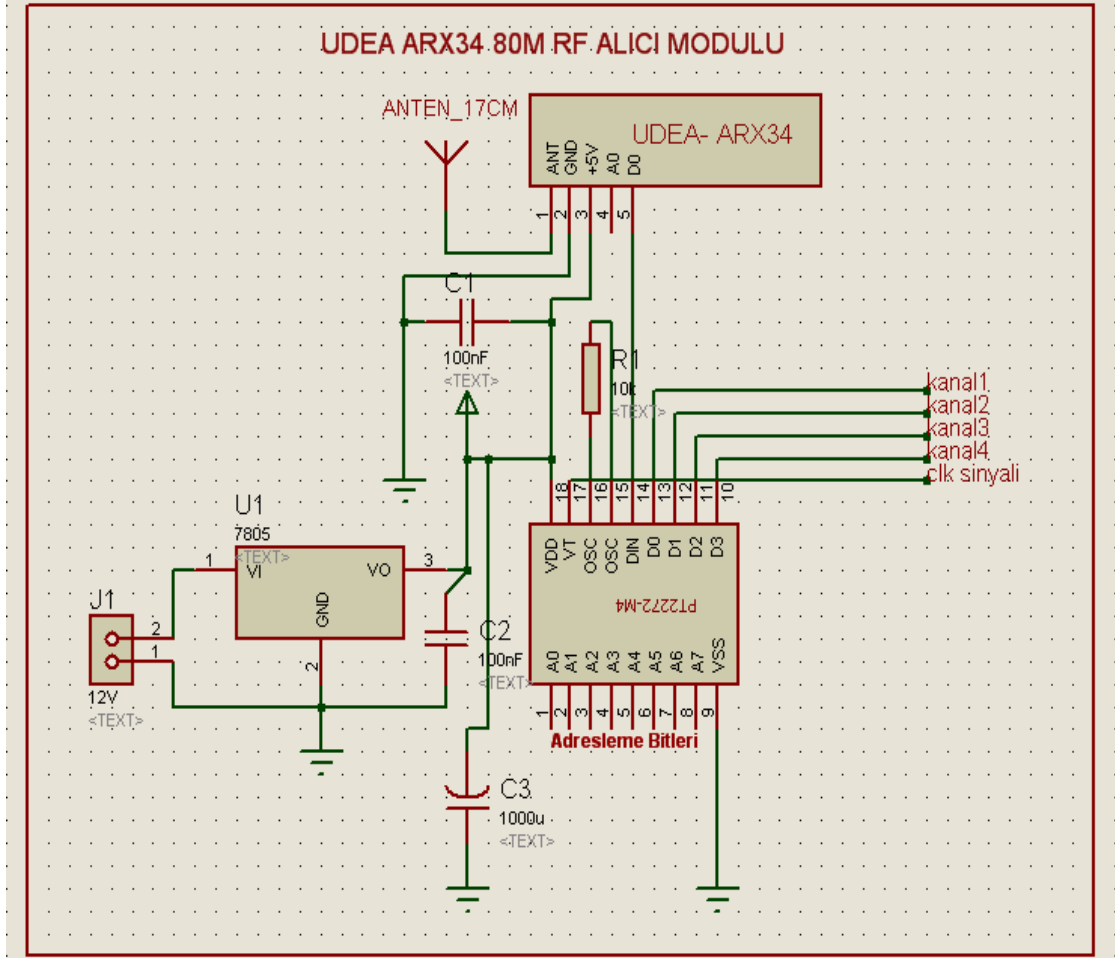 UDEA ARX34 80M RF ALICI MODULU
ANTEN_17CM
UDEA- ARX34
ANT
GND
+5V
A0
D0
1
2
3
4
5
C1
100nF
<TEXT>
R1
10k
<TEXT>
kanal1
kanal2
kanal3
kanal4
clk sinyali
18
17
16
15
14
13
12
11
10
VDD
VT
OSC
OSC
DIN
D0
D1
D2
D3
PT2272-M4
A0
A1
A2
A3
A4
A5
A6
A7
VSS
1
2
3
4
5
6
7
8
9
Adresleme Bitleri
U1
7805
<TEXT>
1
VI
VO
3
GND
2
J1
2
1
12V
<TEXT>
C2
100nF
<TEXT>
C3
1000u
<TEXT>